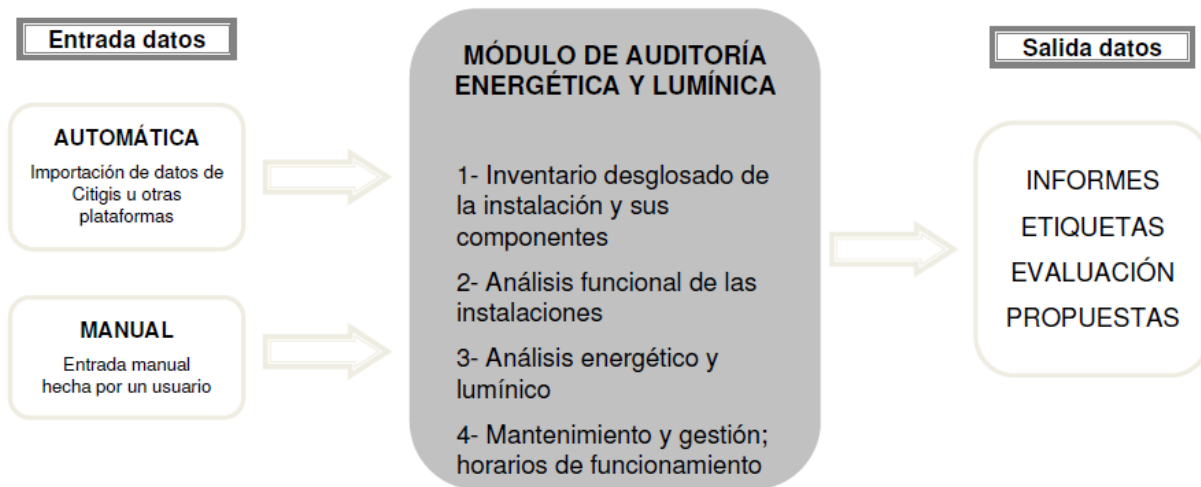 Entrada datos
AUTOMÁTICA
Importación de datos de
Citigis u otras
plataformas
MANUAL
Entrada manual
hecha por un usuario
MÓDULO DE AUDITORÍA
ENERGÉTICA Y LUMÍNICA
1- Inventario desglosado de
la instalación y sus
componentes
2- Análisis funcional de las
instalaciones
3- Análisis energético y
lumínico
4- Mantenimiento y gestión;
horarios de funcionamiento
Salida datos
INFORMES
ETIQUETAS
EVALUACIÓN
PROPUESTAS